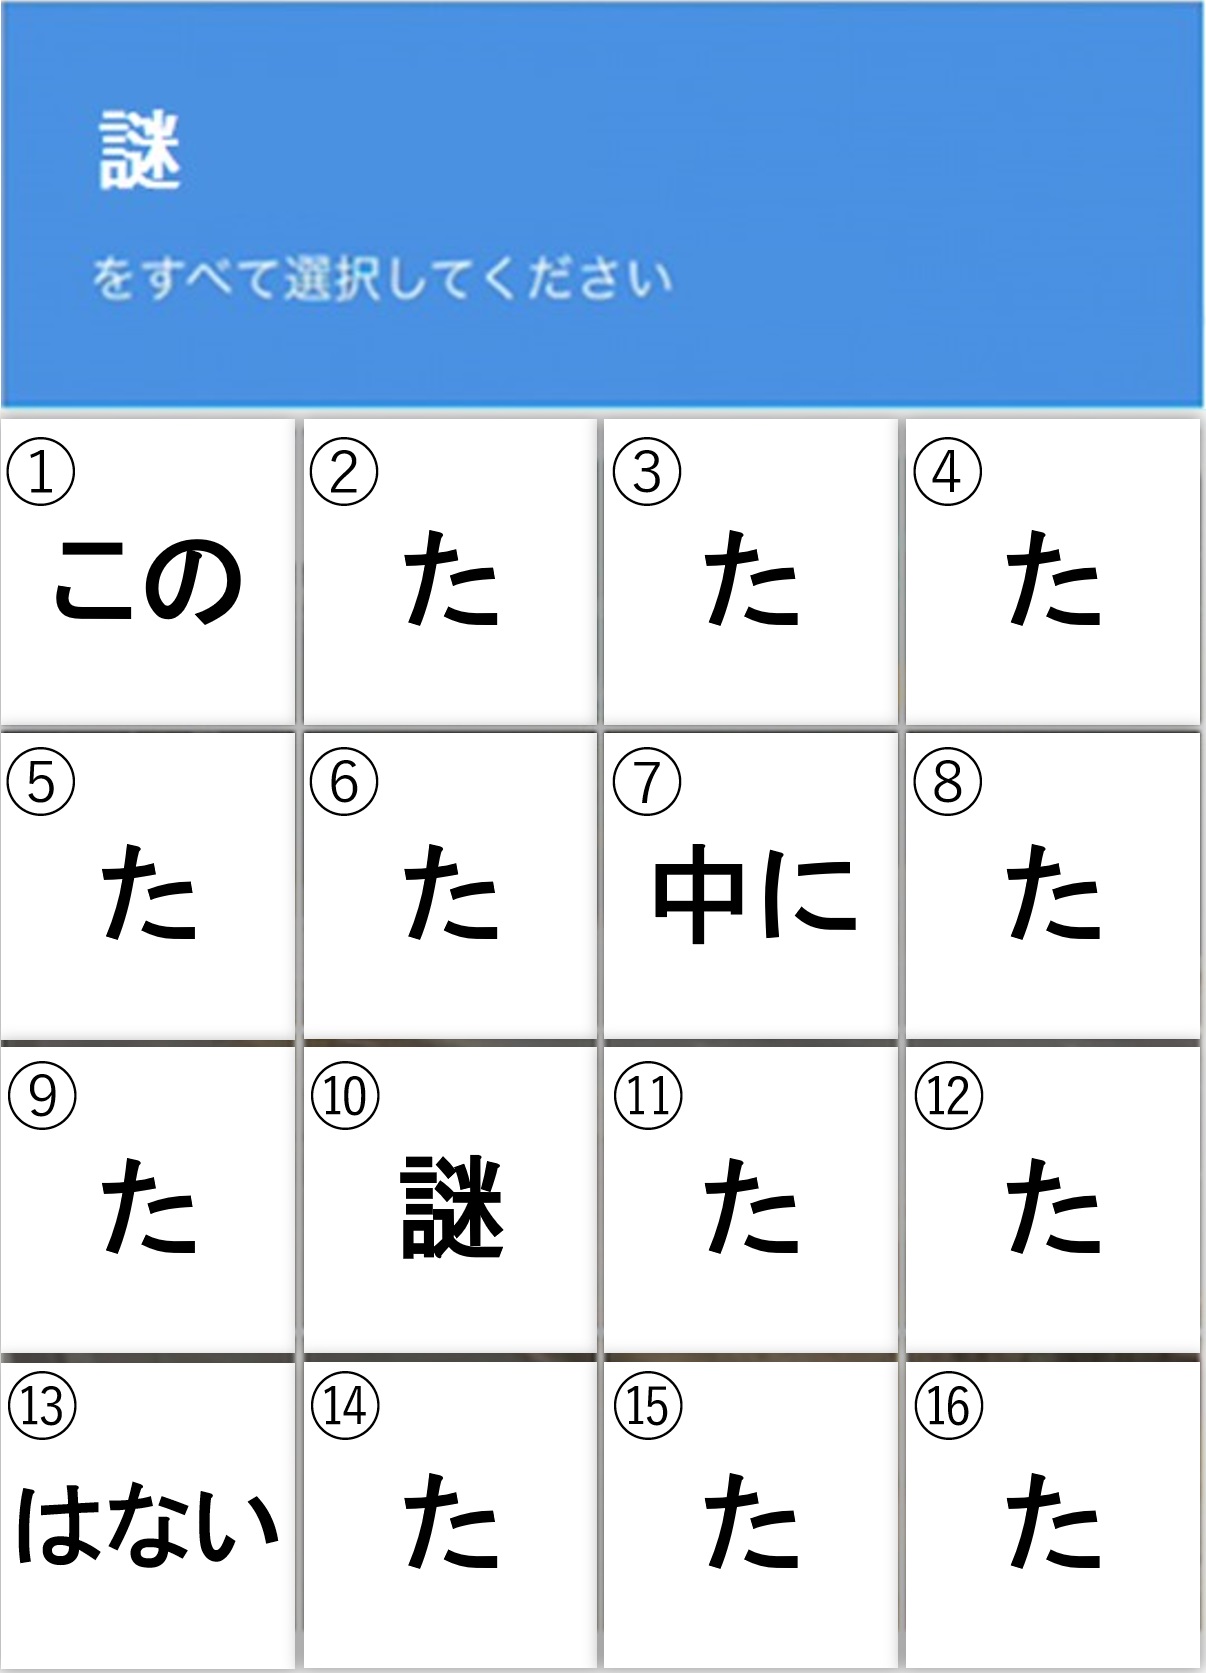 謎
をすべて選択してください
① ② ③ ④
この た た た
⑤ ⑥ ⑦ ⑧
た た 中に た
⑨ ⑩ ⑪ ⑫
た 謎 た た
⑬ ⑭ ⑮ ⑯
はない た た た